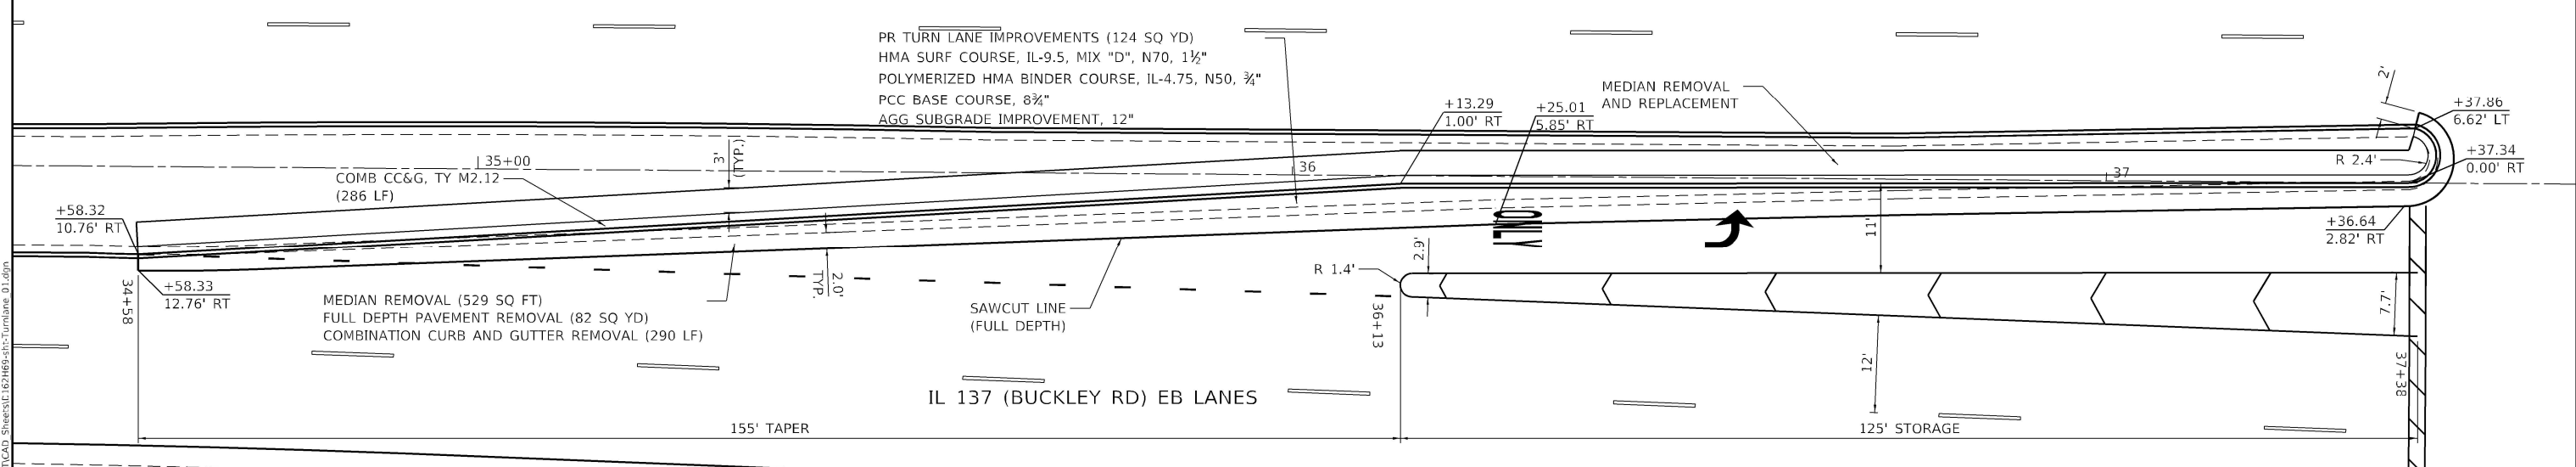 PR TURN LANE IMPROVEMENTS (124 SQ YD)
HMA SURF COURSE, IL-9.5, MIX "D", N70, 1½"
POLYMERIZED HMA BINDER COURSE, IL-4.75, N50, ¾"
PCC BASE COURSE, 8¾"
AGG SUBGRADE IMPROVEMENT, 12"
MEDIAN REMOVAL
AND REPLACEMENT
2'
+37.86
6.62' LT
+13.29
1.00' RT
+25.01
5.85' RT
35+00
3'
(TYP.)
36
37
R 2.4'
+37.34
0.00' RT
COMB CC&G, TY M2.12
(286 LF)
+58.32
10.76' RT
+58.33
12.76' RT
34+58
ONLY
11'
+36.64
2.82' RT
2.9'
R 1.4'
2.0'
TYP.
MEDIAN REMOVAL (529 SQ FT)
FULL DEPTH PAVEMENT REMOVAL (82 SQ YD)
COMBINATION CURB AND GUTTER REMOVAL (290 LF)
SAWCUT LINE
(FULL DEPTH)
36+13
7.7'
12'
37+38
IL 137 (BUCKLEY RD) EB LANES
155' TAPER
125' STORAGE
T\CAD Sheets\D162H69-sht-Turnlane_01.dgn